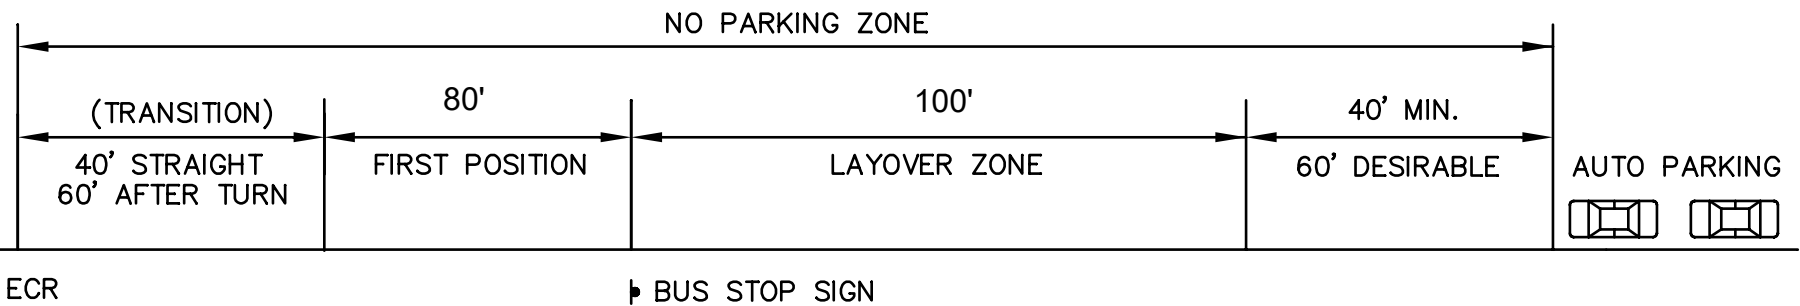 NO PARKING ZONE
(TRANSITION)
80'
100'
40' MIN.
40' STRAIGHT
60' AFTER TURN
FIRST POSITION
LAYOVER ZONE
60' DESIRABLE
AUTO PARKING
ECR
BUS STOP SIGN